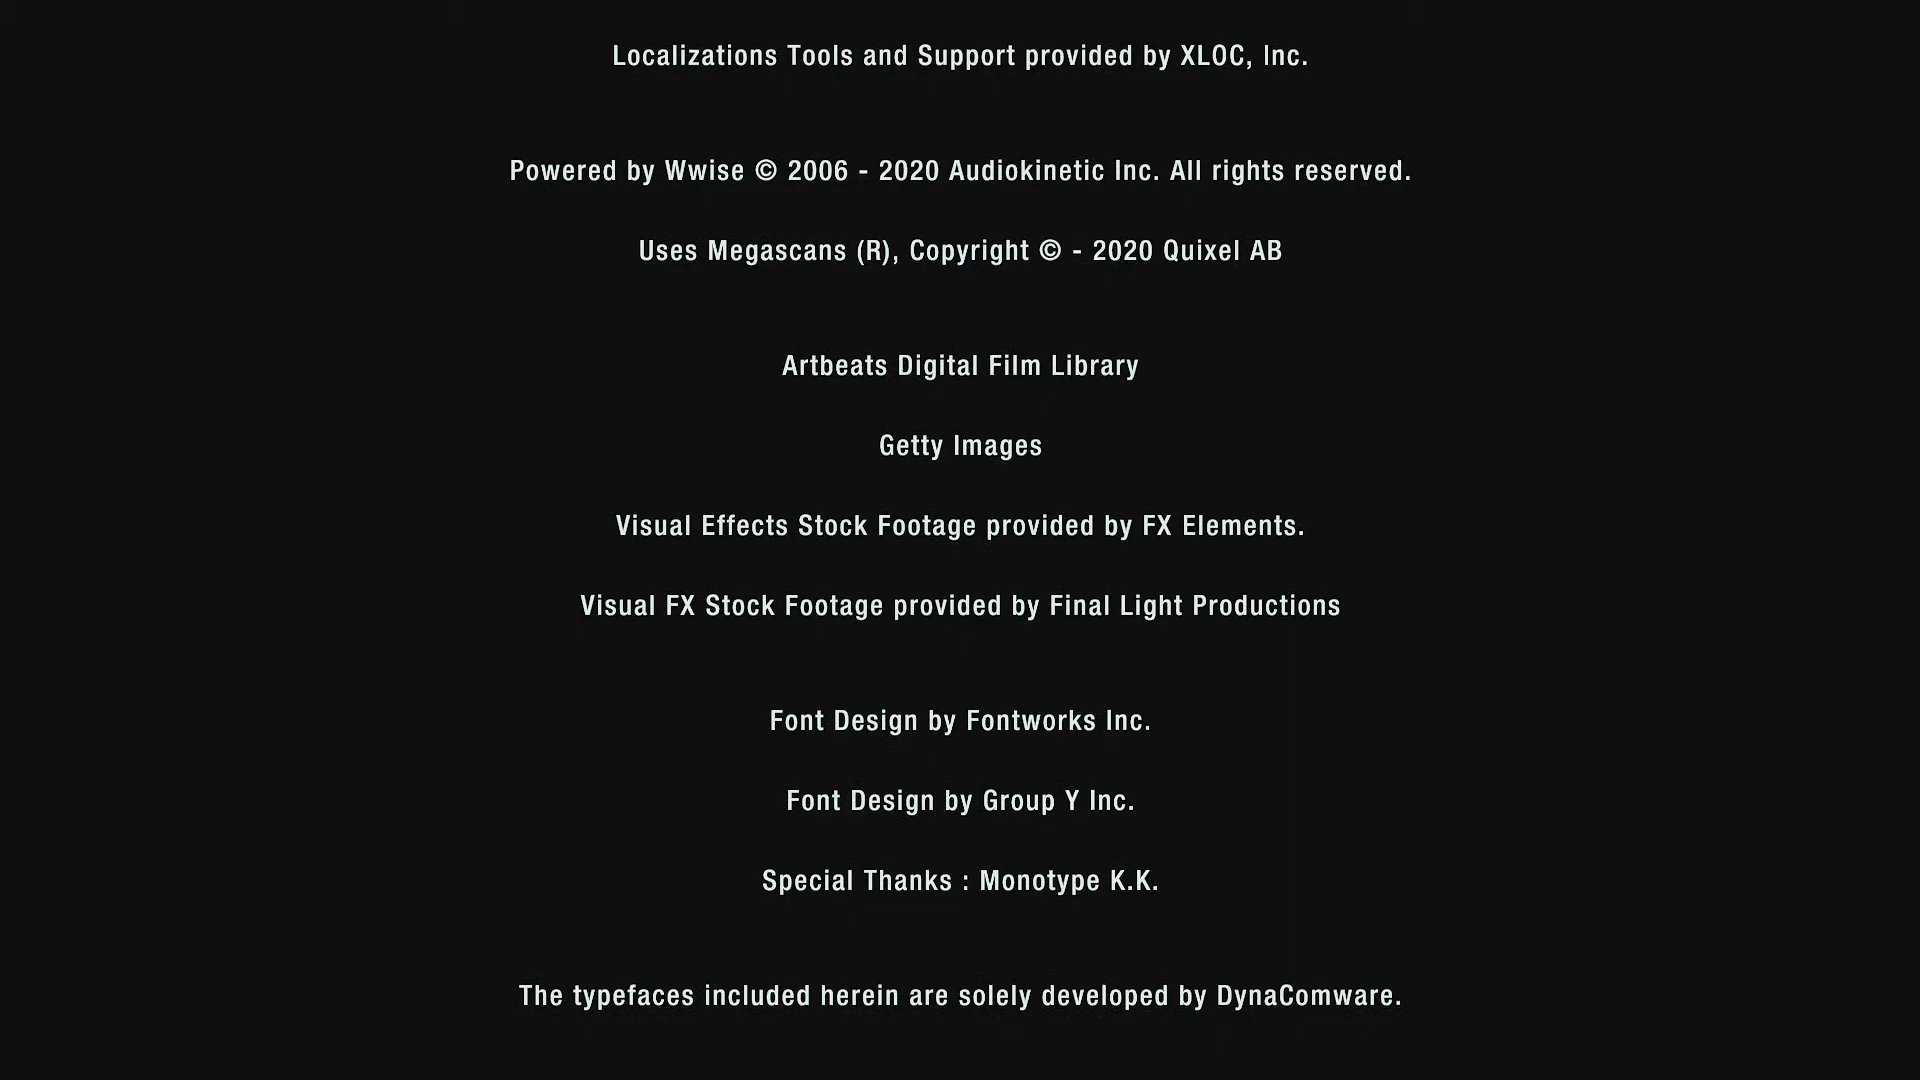 Localizations Tools and Support provided by XLOC, Inc.
Powered by Wwise © 2006 - 2020 Audiokinetic Inc. All rights reserved.
Uses Megascans (R), Copyright © - 2020 Quixel AB
Artbeats Digital Film Library
Getty Images
Visual Effects Stock Footage provided by FX Elements.
Visual FX Stock Footage provided by Final Light Productions
Font Design by Fontworks Inc.
Font Design by Group Y Inc.
Special Thanks : Monotype K.K.
The typefaces included herein are solely developed by DynaComware.